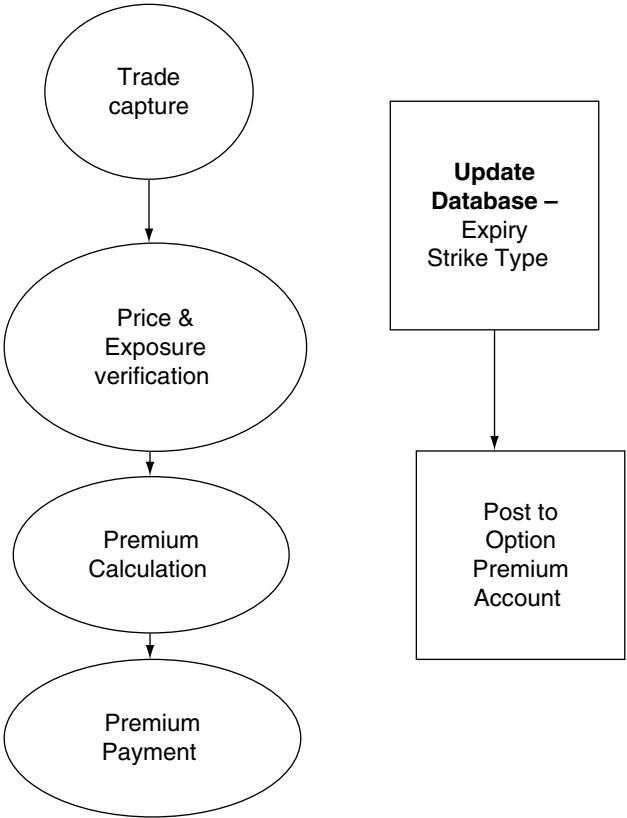 Trade
capture
Price &
Exposure
verification
Premium
Calculation
Premium
Payment
Update
Database –
Expiry
Strike Type
Post to
Option
Premium
Account